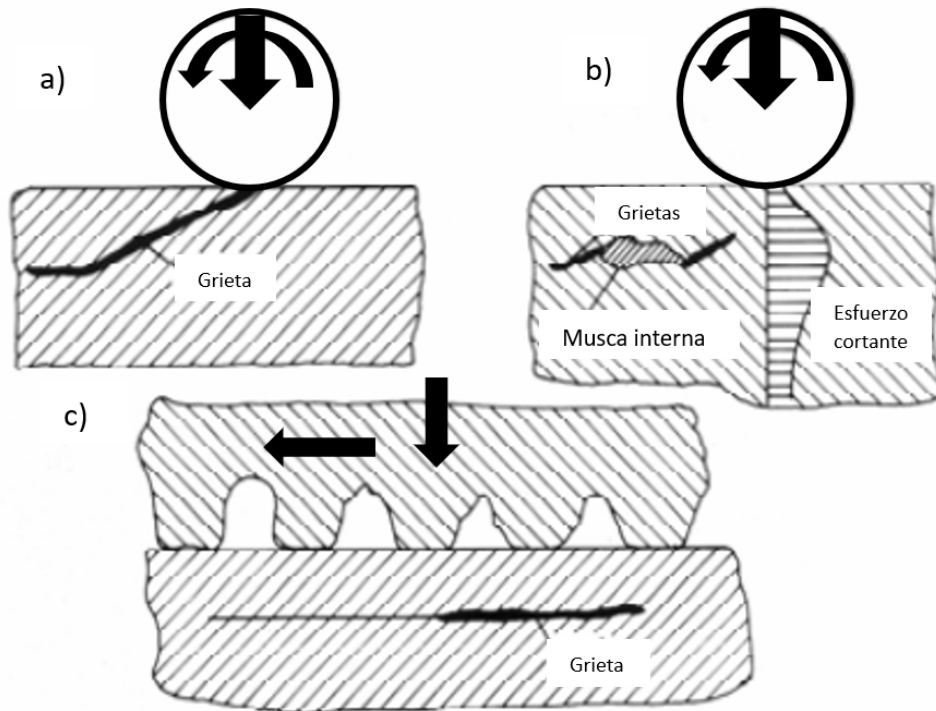 a)
Grieta
b)
Grietas
Musca interna
Esfuerzo
cortante
c)
Grieta